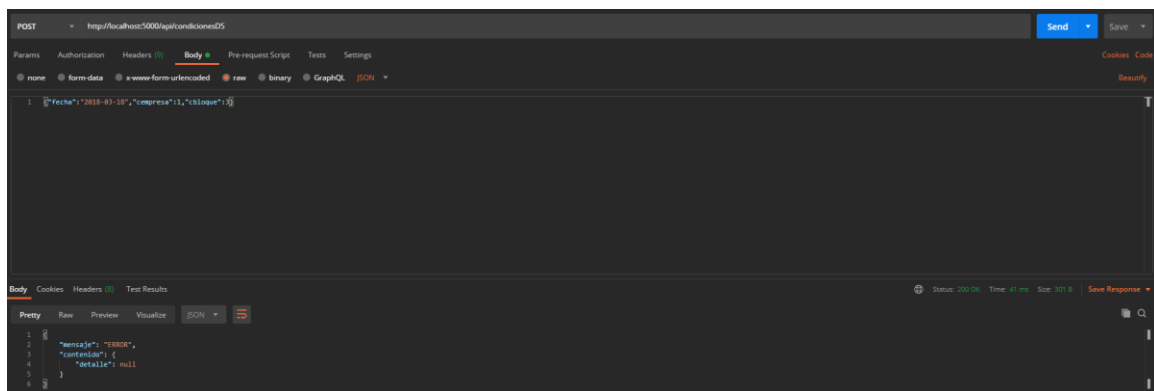 POST http://localhost:5000/api/condicionesDS Send Save
Params Authorization Headers (9) Body Pre-request Script Tests Settings Cookies Code
none form-data x-www-form-urlencoded raw binary GraphQL JSON Beautify
1 {"fecha":"2018-03-18","cempresa":1,"cbloque":3}
Body Cookies Headers (8) Test Results Status: 200 OK Time: 41 ms Size: 301 B Save Response
Pretty Raw Preview Visualize JSON
1 {
2 "mensaje": "ERROR",
3 "contenido": {
4 "detalle": null
5 }
6 }